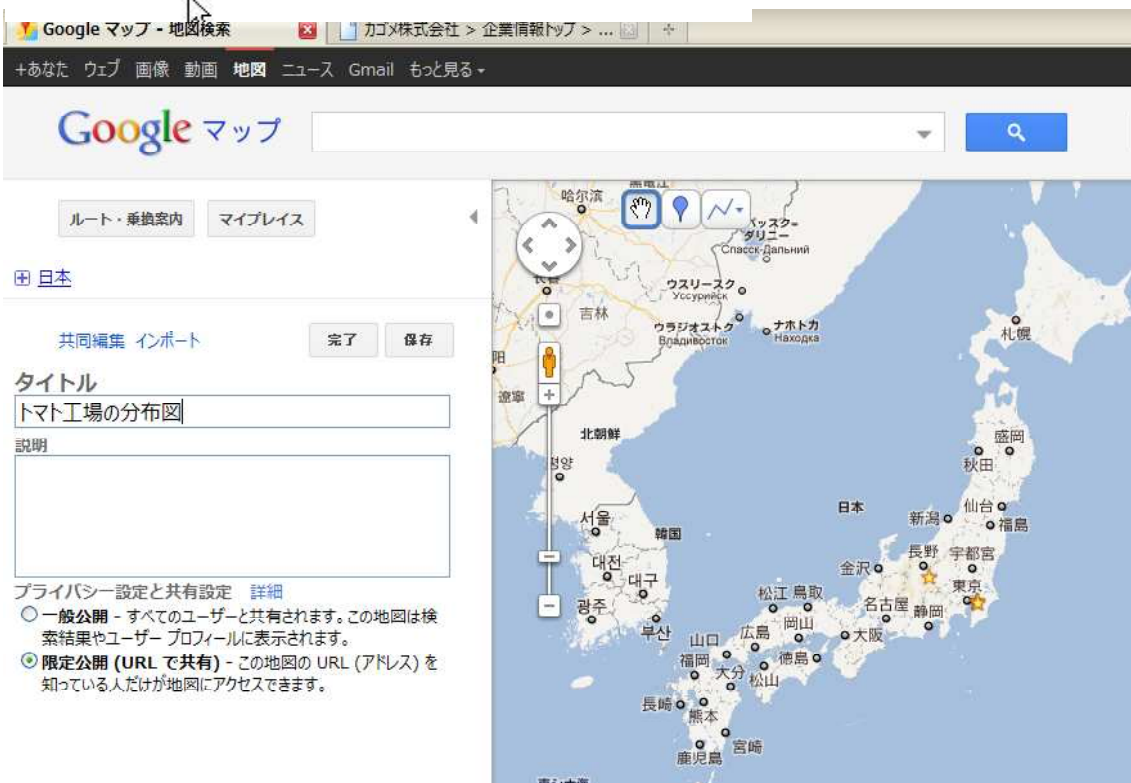 Google マップ - 地図検索
カゴメ株式会社 > 企業情報トップ > ...
+あなた ウェブ 画像 動画 地図 ニュース Gmail もっと見る
Google マップ
ルート・乗換案内 マイプレイス
日本
共同編集 インポート 完了 保存
タイトル
トマト工場の分布図
説明
プライバシー設定と共有設定 詳細
一般公開 - すべてのユーザーと共有されます。この地図は検
索結果やユーザー プロフィールに表示されます。
限定公開 (URL で共有) - この地図の URL (アドレス) を
知っている人だけが地図にアクセスできます。
哈尔滨
スパッスク-
ダリニー
Спасск-Дальний
ウスリースク
Уссурийск
吉林
ウラジオストク
Владивосток
ナホトカ
Находка
札幌
遼寧
北朝鮮
평양
盛岡
秋田
서울
韓国
日本
仙台
新潟
福島
대전
대구
長野
宇都宮
金沢
광주
松江
鳥取
東京
名古屋
静岡
부산
山口
広島
岡山
大阪
福岡
大分
松山
徳島
長崎
熊本
宮崎
鹿児島